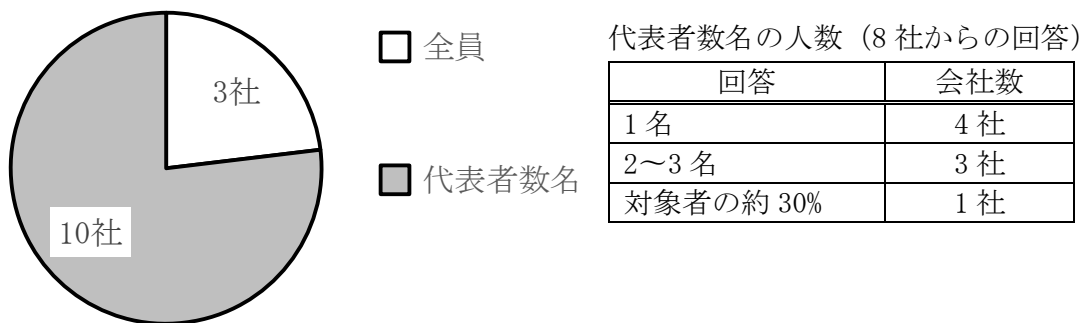 3社
10社
全員
代表者数名
代表者数名の人数（8 社からの回答）
回答 会社数
1 名 4 社
2～3 名 3 社
対象者の約 30% 1 社